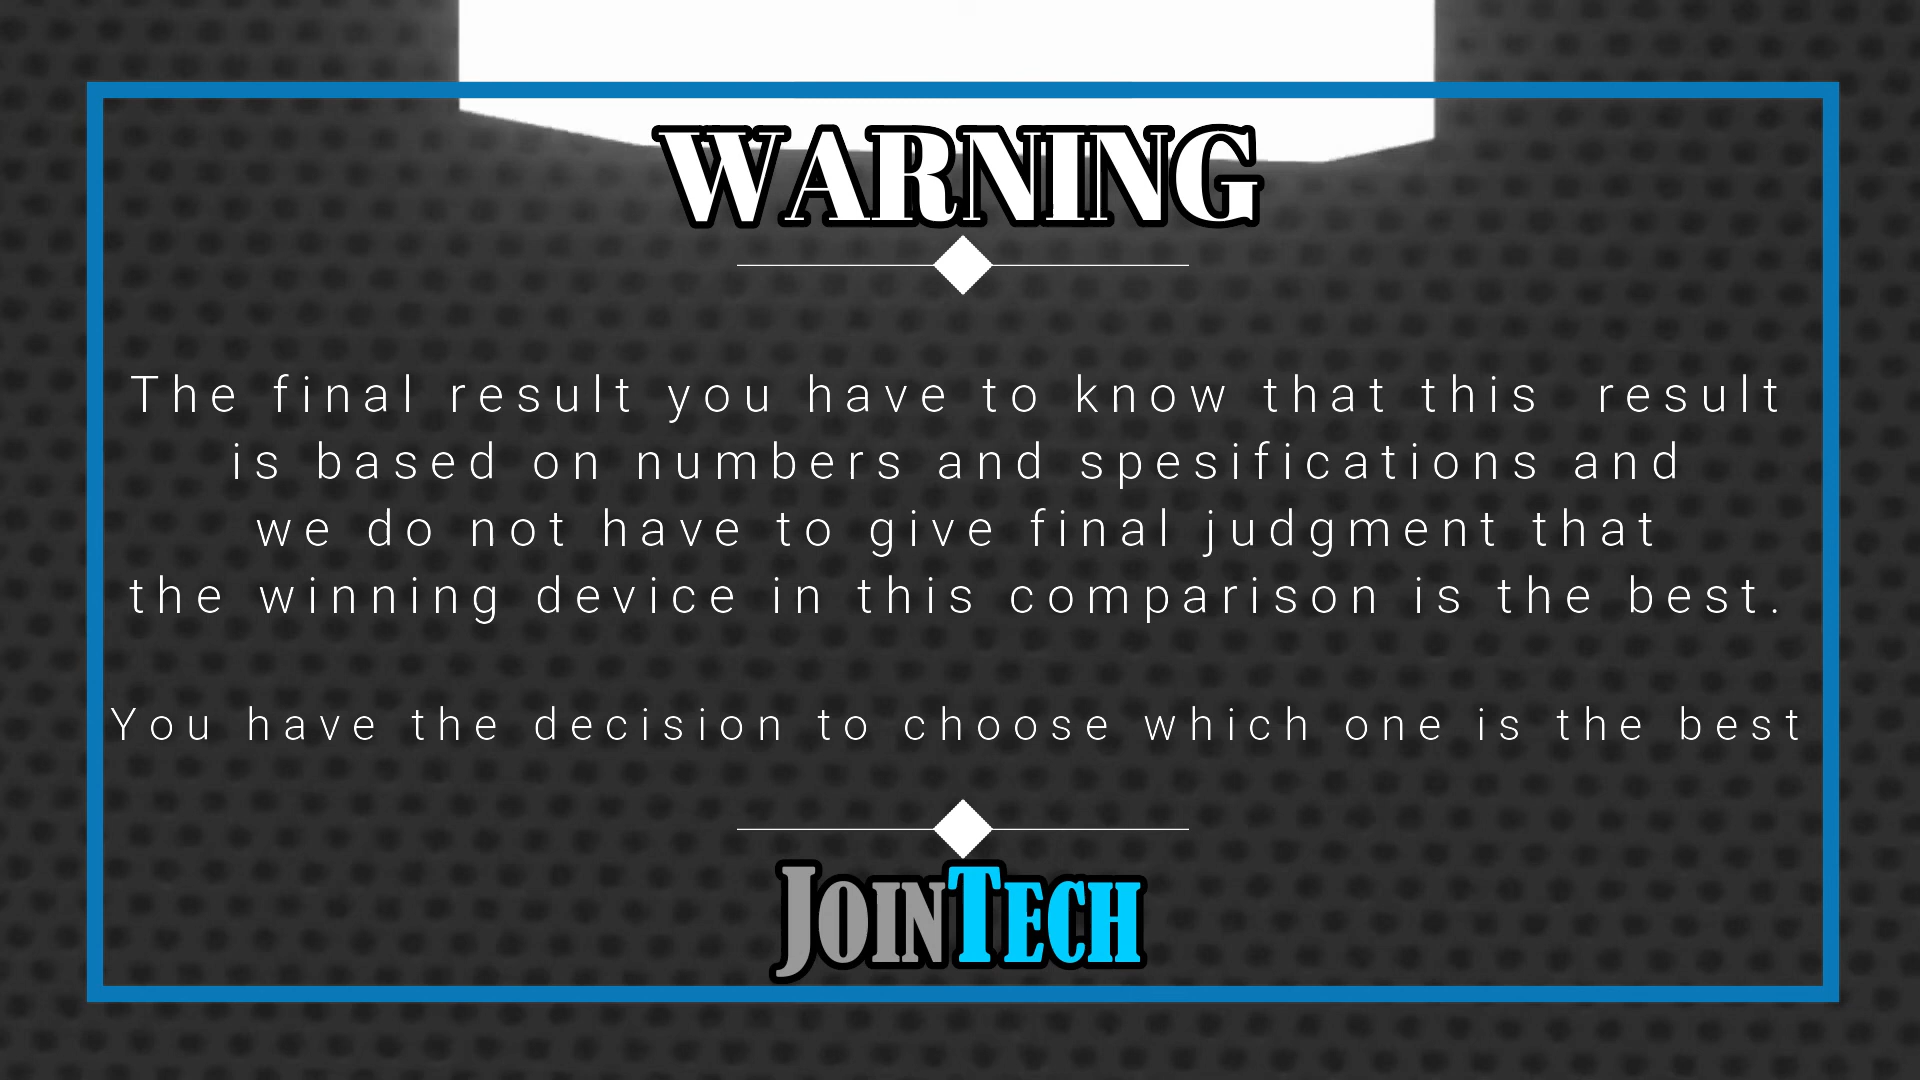 WARNING
The final result you have to know that this result
is based on numbers and spesifications and
we do not have to give final judgment that
the winning device in this comparison is the best.
You have the decision to choose which one is the best
JOINTECH